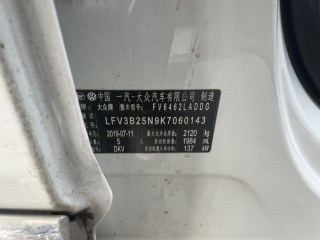 中国 一汽-大众汽车有限公司 制造
大众牌 整车型号 FV6462LADDG
LFV3B25N9K7060143
2019-07-11 最大允许总质量 2120 kg
5 发动机排量 1984 mL
DKV 发动机最大净功率 137 kW